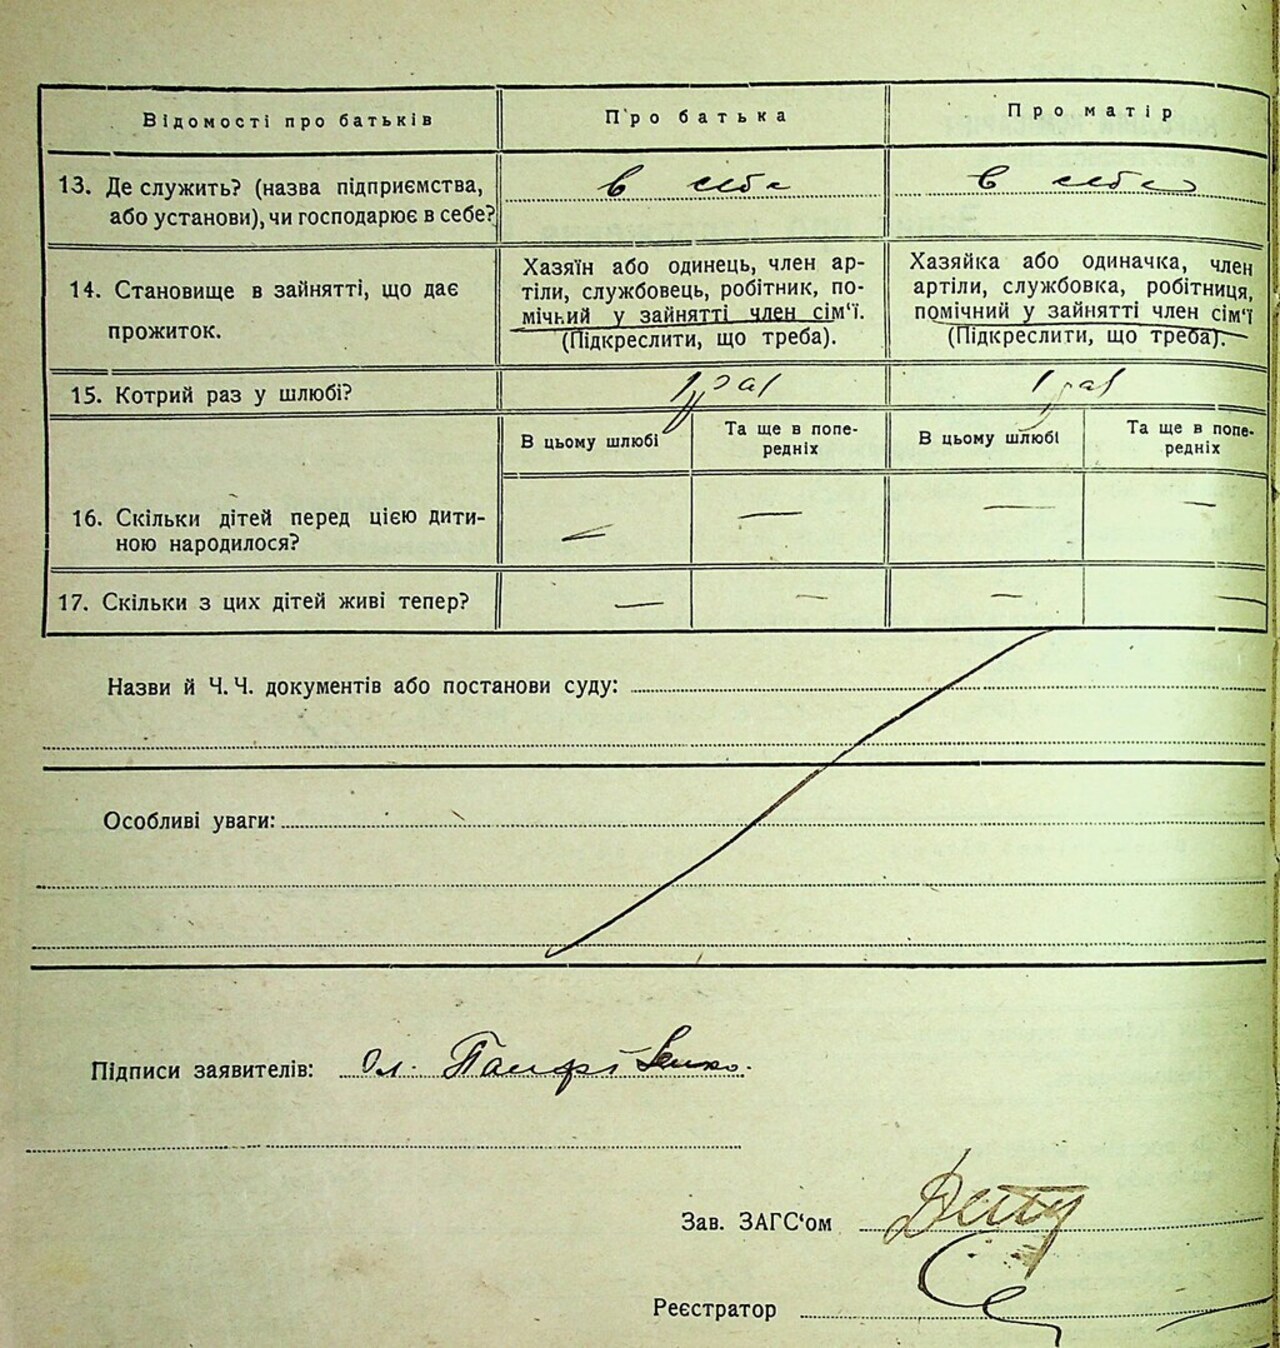 Відомості про батьків
Про батька
Про матір
13. Де служить? (назва підприємства,
або установи), чи господарює в себе?
в себе
в себе
14. Становище в зайнятті, що дає
прожиток.
Хазяїн або одинець, член ар-
тіли, службовець, робітник, по-
мічний у зайнятті член сім'ї.
(Підкреслити, що треба).
Хазяйка або одиначка, член
артіли, службовка, робітниця,
помічний у зайнятті член сім'ї
(Підкреслити, що треба).
15. Котрий раз у шлюбі?
1 раз
1 раз
В цьому шлюбі
Та ще в попе-
редніх
В цьому шлюбі
Та ще в попе-
редніх
16. Скільки дітей перед цією дити-
ною народилося?
— — — —
17. Скільки з цих дітей живі тепер?
— — — —
Назви й Ч. Ч. документів або постанови суду:
Особливі уваги:
Підписи заявителів: Ол.
Зав. ЗАГС'ом
Реєстратор